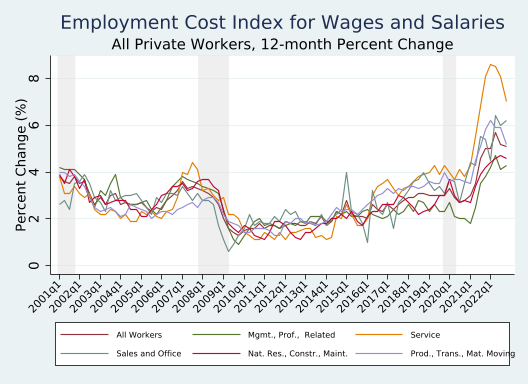 Employment Cost Index for Wages and Salaries
All Private Workers, 12-month Percent Change
Percent Change (%)
8
6
4
2
0
2001q1 2002q1 2003q1 2004q1 2005q1 2006q1 2007q1 2008q1 2009q1 2010q1 2011q1 2012q1 2013q1 2014q1 2015q1 2016q1 2017q1 2018q1 2019q1 2020q1 2021q1 2022q1
All Workers Mgmt., Prof., Related Service
Sales and Office Nat. Res., Constr., Maint. Prod., Trans., Mat. Moving